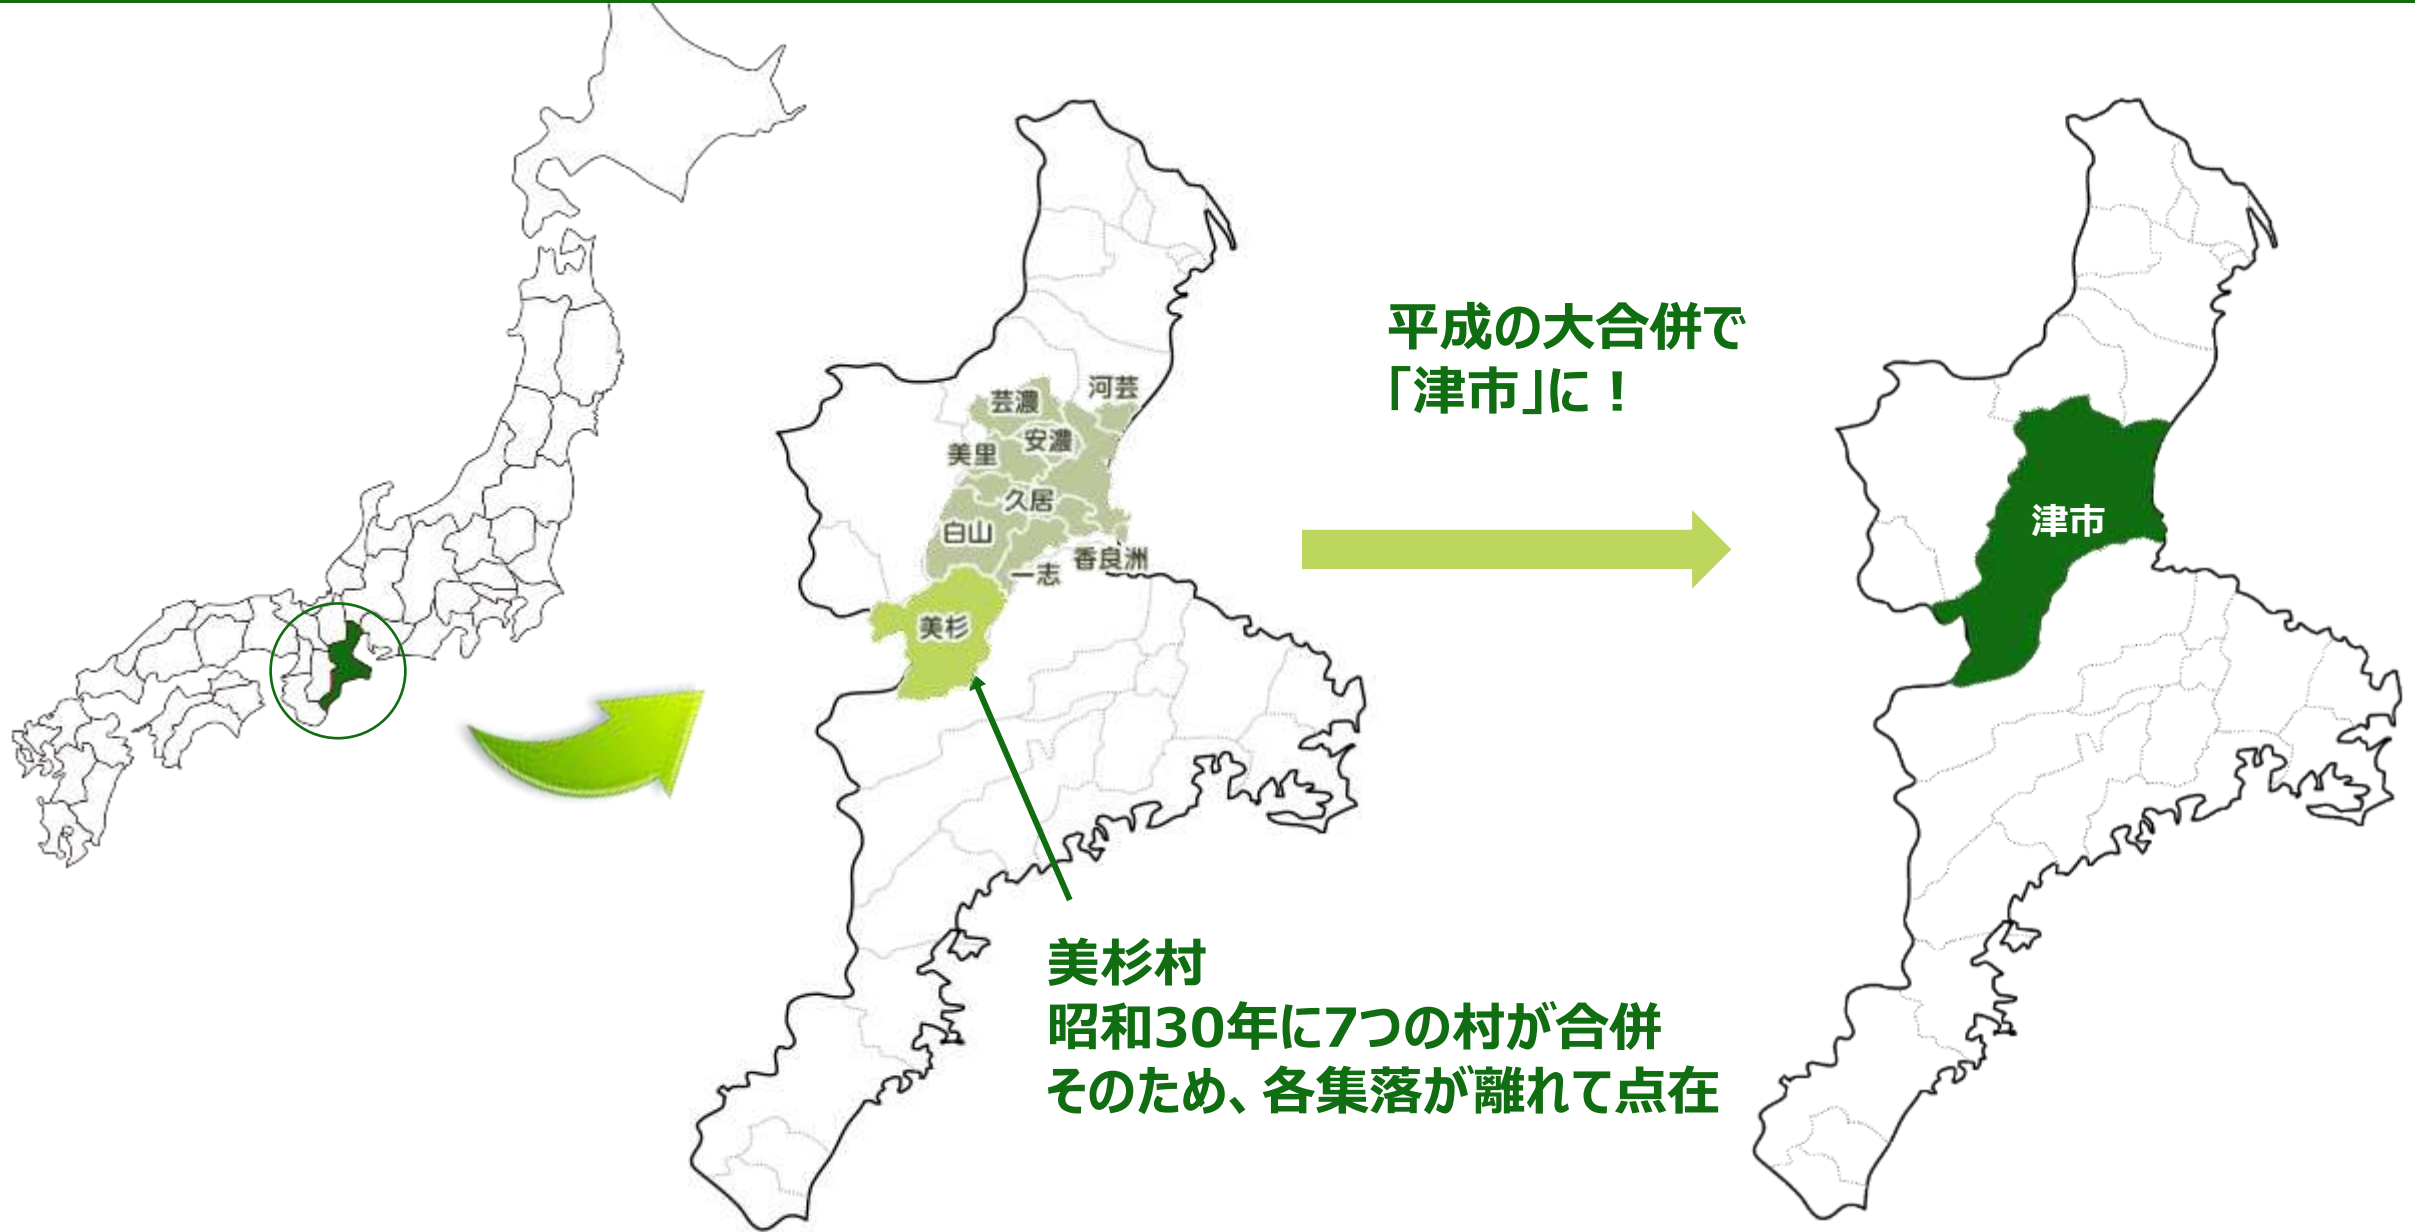 平成の大合併で
「津市」に！
河芸
芸濃
安濃
美里
久居
白山
香良洲
一志
美杉
津市
美杉村
昭和30年に7つの村が合併
そのため、各集落が離れて点在